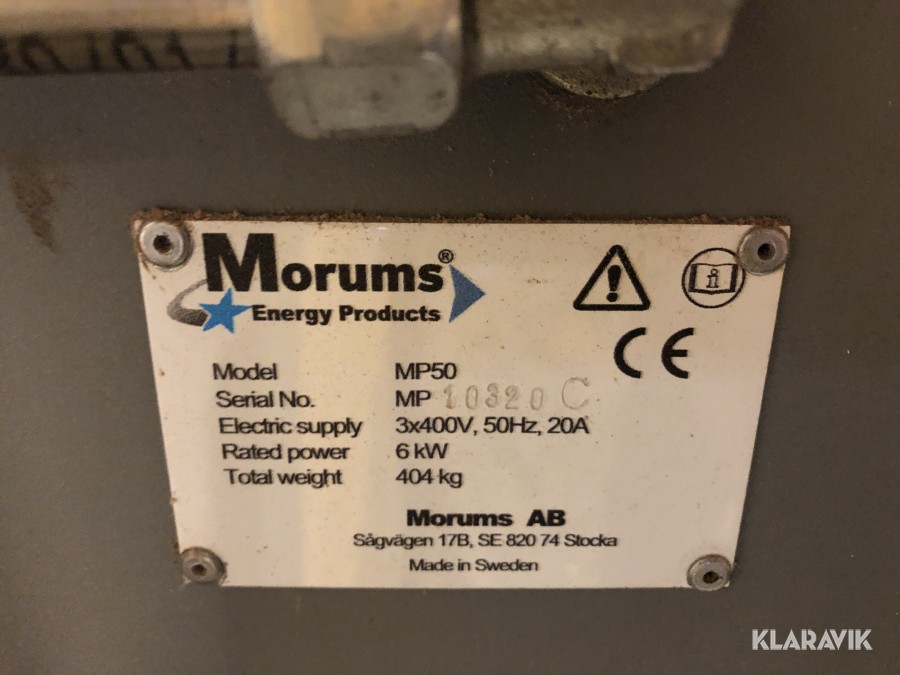 Morums®
Energy Products
CE
Model MP50
Serial No. MP 10320 C
Electric supply 3x400V, 50Hz, 20A
Rated power 6 kW
Total weight 404 kg
Morums AB
Sågvägen 17B, SE 820 74 Stocka
Made in Sweden
KLARAVIK